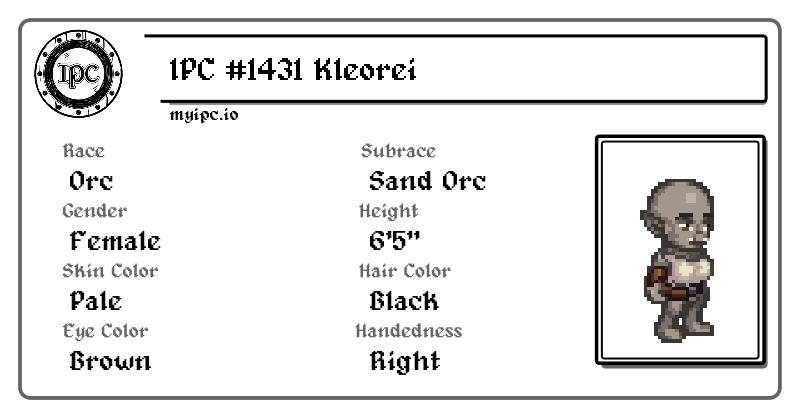 IPC
IPC #1431 Kleorei
myipc.io
Race
Orc
Subrace
Sand Orc
Gender
Female
Height
6'5"
Skin Color
Pale
Hair Color
Black
Eye Color
Brown
Handedness
Right